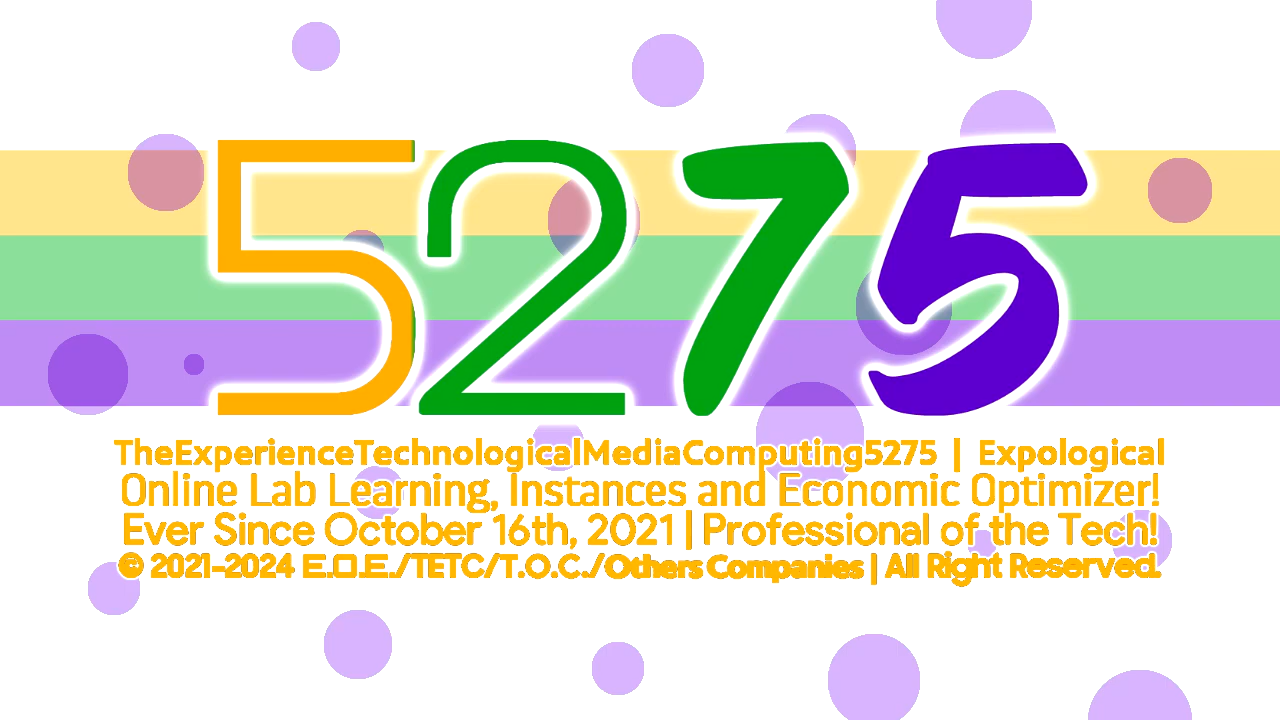 5275
TheExperienceTechnologicalMediaComputing5275 | Expological
Online Lab Learning, Instances and Economic Optimizer!
Ever Since October 16th, 2021 | Professional of the Tech!
© 2021-2024 E.O.E./TETC/T.O.C./Others Companies | All Right Reserved.